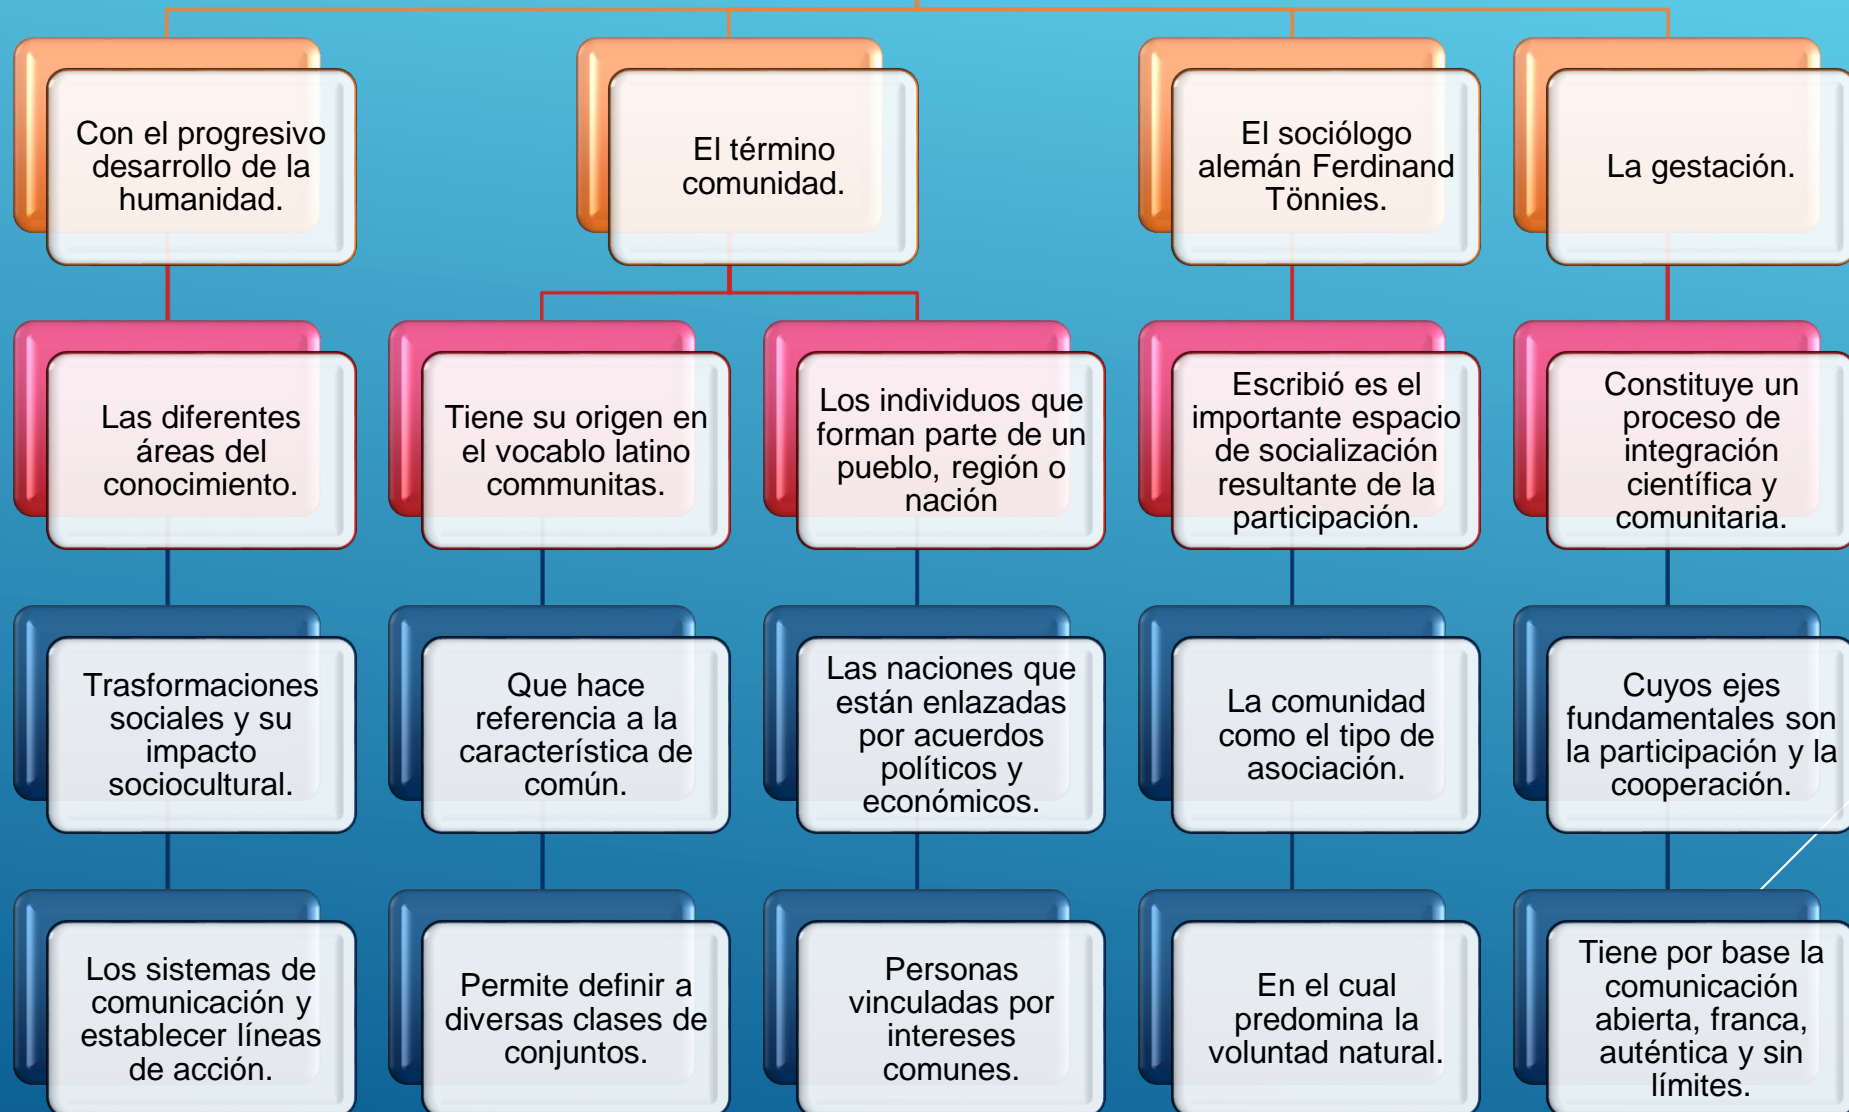 Con el progresivo
desarrollo de la
humanidad.
El término
comunidad.
El sociólogo
alemán Ferdinand
Tönnies.
La gestación.
Las diferentes
áreas del
conocimiento.
Tiene su origen en
el vocablo latino
communitas.
Los individuos que
forman parte de un
pueblo, región o
nación
Escribió es el
importante espacio
de socialización
resultante de la
participación.
Constituye un
proceso de
integración
científica y
comunitaria.
Trasformaciones
sociales y su
impacto
sociocultural.
Que hace
referencia a la
característica de
común.
Las naciones que
están enlazadas
por acuerdos
políticos y
económicos.
La comunidad
como el tipo de
asociación.
Cuyos ejes
fundamentales son
la participación y la
cooperación.
Los sistemas de
comunicación y
establecer líneas
de acción.
Permite definir a
diversas clases de
conjuntos.
Personas
vinculadas por
intereses
comunes.
En el cual
predomina la
voluntad natural.
Tiene por base la
comunicación
abierta, franca,
auténtica y sin
límites.